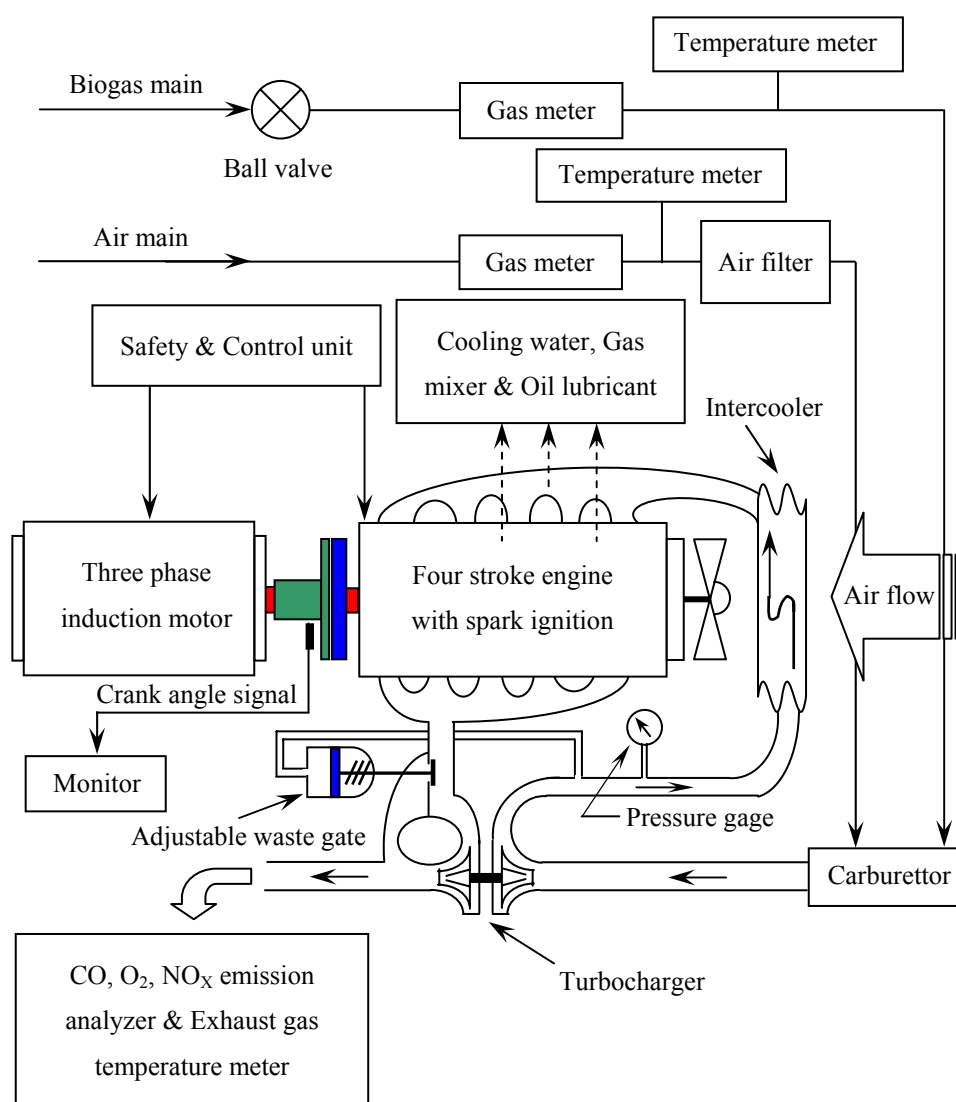 Temperature meter
Biogas main
Gas meter
Ball valve
Temperature meter
Air main
Gas meter
Air filter
Safety & Control unit
Cooling water, Gas
mixer & Oil lubricant
Intercooler
Three phase
induction motor
Four stroke engine
with spark ignition
Air flow
Crank angle signal
Monitor
Adjustable waste gate
Pressure gage
Carburettor
Turbocharger
CO, O₂, NOₓ emission
analyzer & Exhaust gas
temperature meter